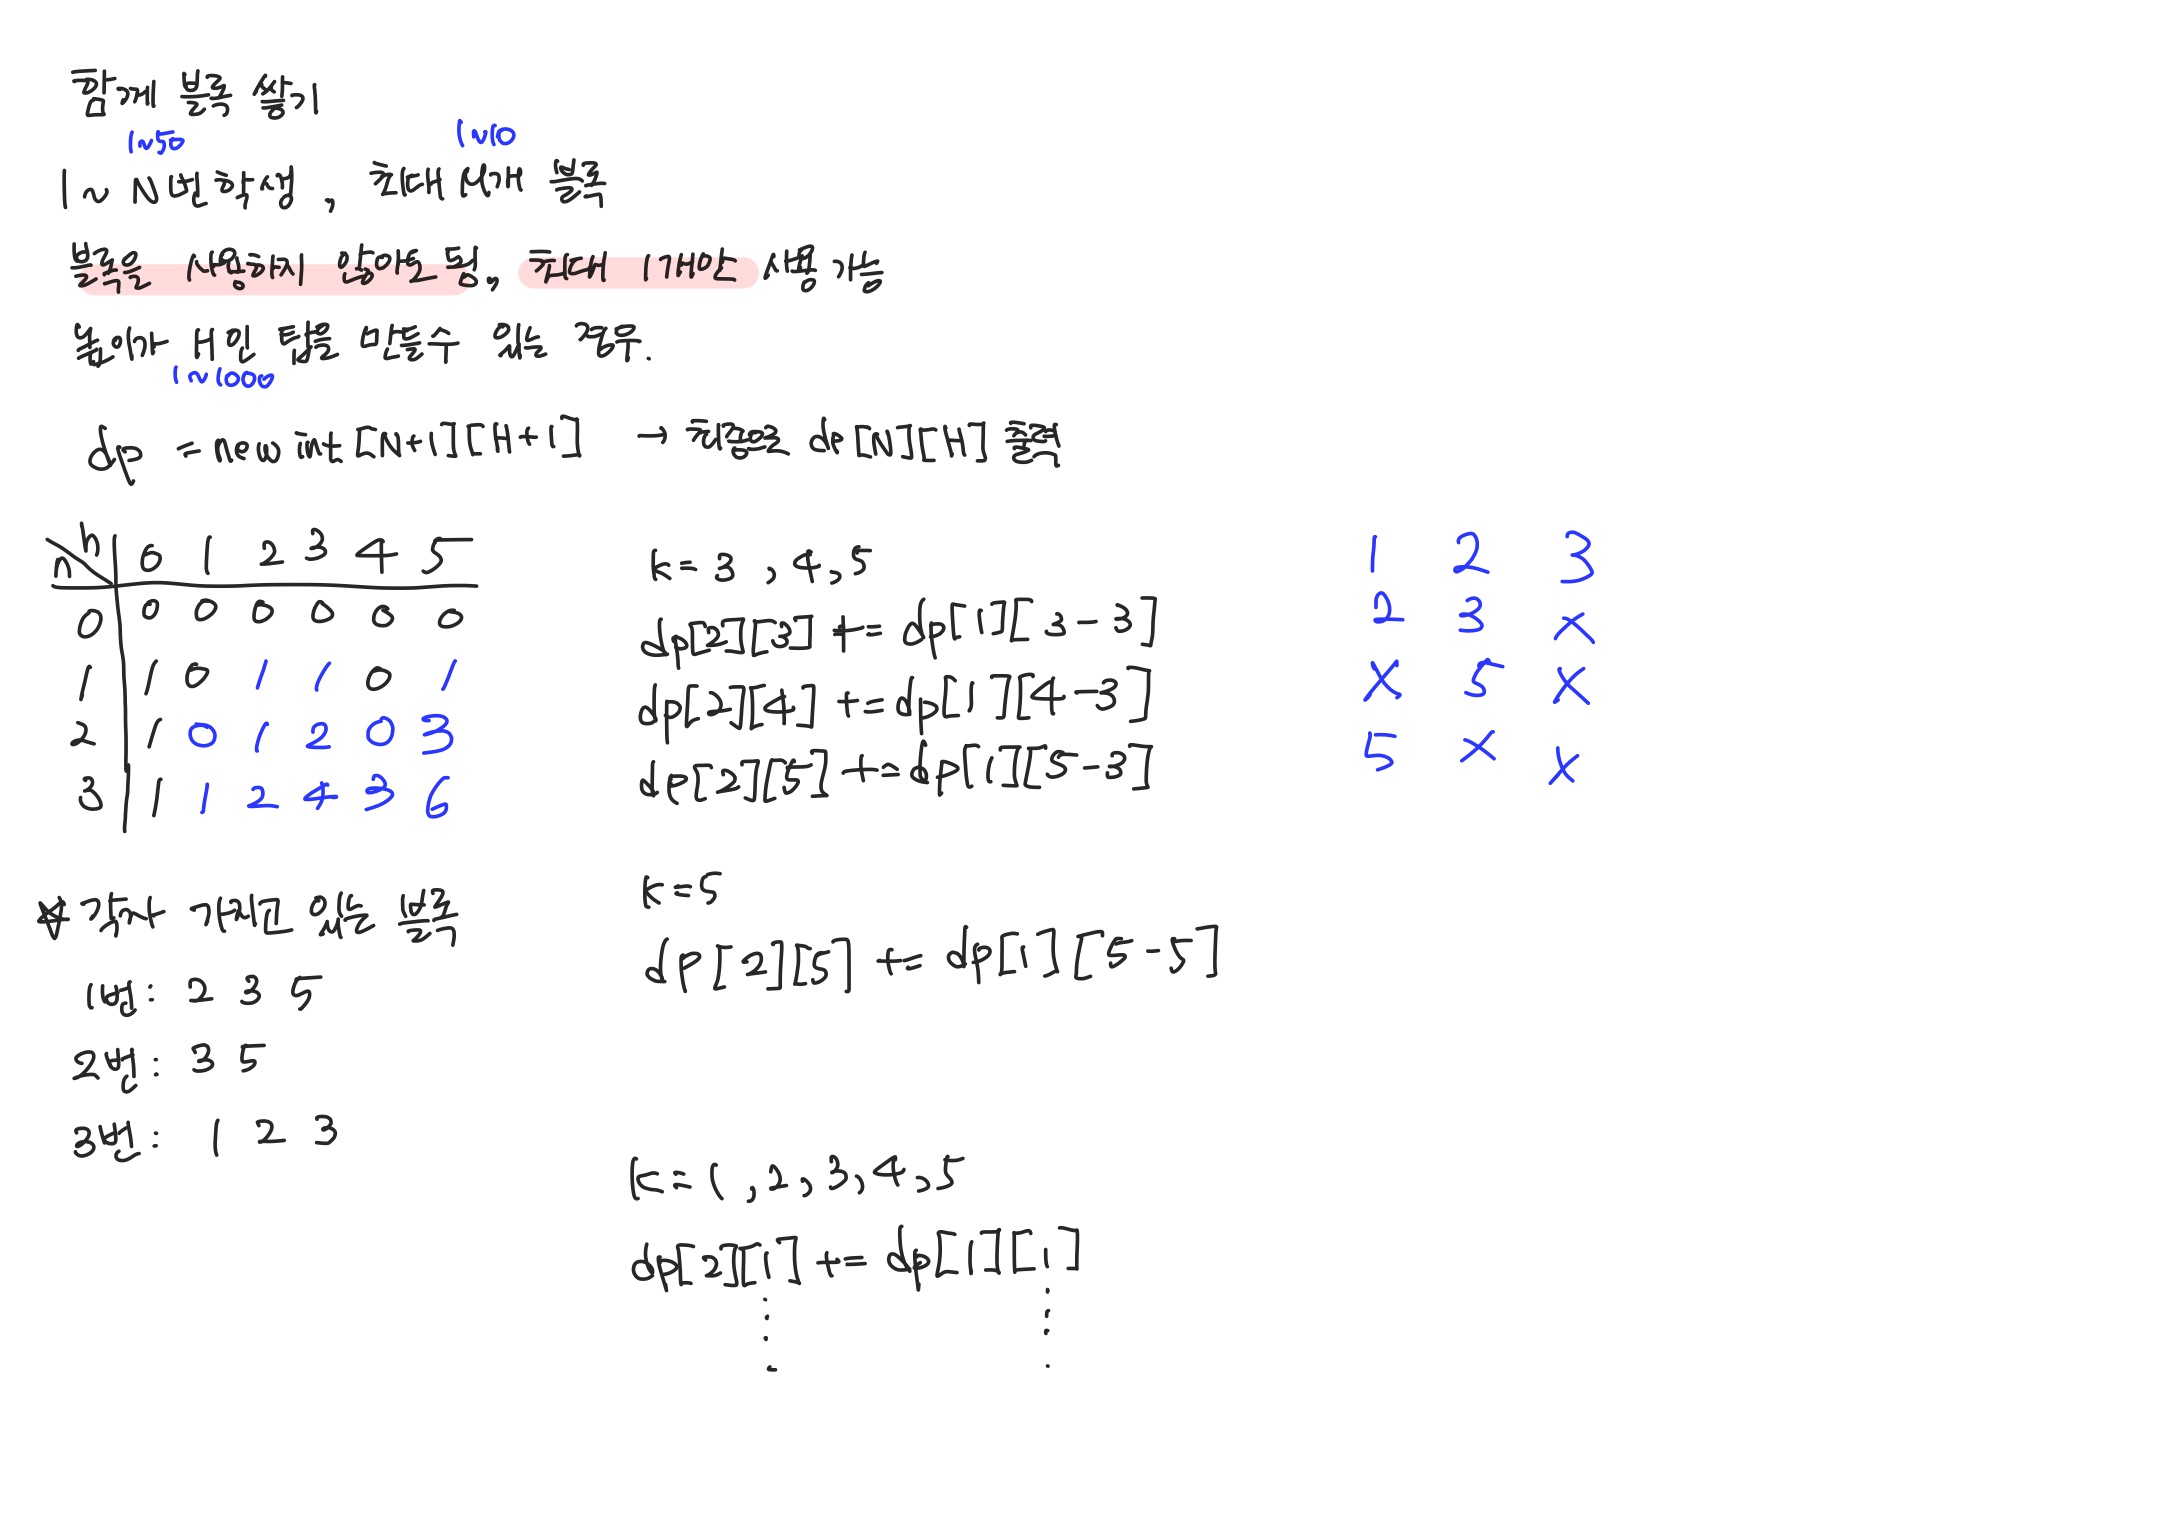 함께 블록 쌓기
1~50 1~10
1 ~ N번 학생 , 최대 M개 블록
블록을 사용하지 않아도 됨, 최대 1개만 사용 가능
높이가 H인 탑을 만들수 있는 경우.
1~1000
dp = new int [N+1][H+1] → 최종으로 dp[N][H] 출력
n h 0 1 2 3 4 5
0 0 0 0 0 0 0
1 1 0 1 1 0 1
2 1 0 1 2 0 3
3 1 1 2 4 3 6
k = 3 , 4, 5
dp[2][3] += dp[1][3-3]
dp[2][4] += dp[1][4-3]
dp[2][5] += dp[1][5-3]
1 2 3
2 3 x
x 5 x
5 x x
☆ 각자 가지고 있는 블록
1번: 2 3 5
2번: 3 5
3번: 1 2 3
k = 5
dp[2][5] += dp[1][5-5]
k = 1, 2, 3, 4, 5
dp[2][1] += dp[1][1]